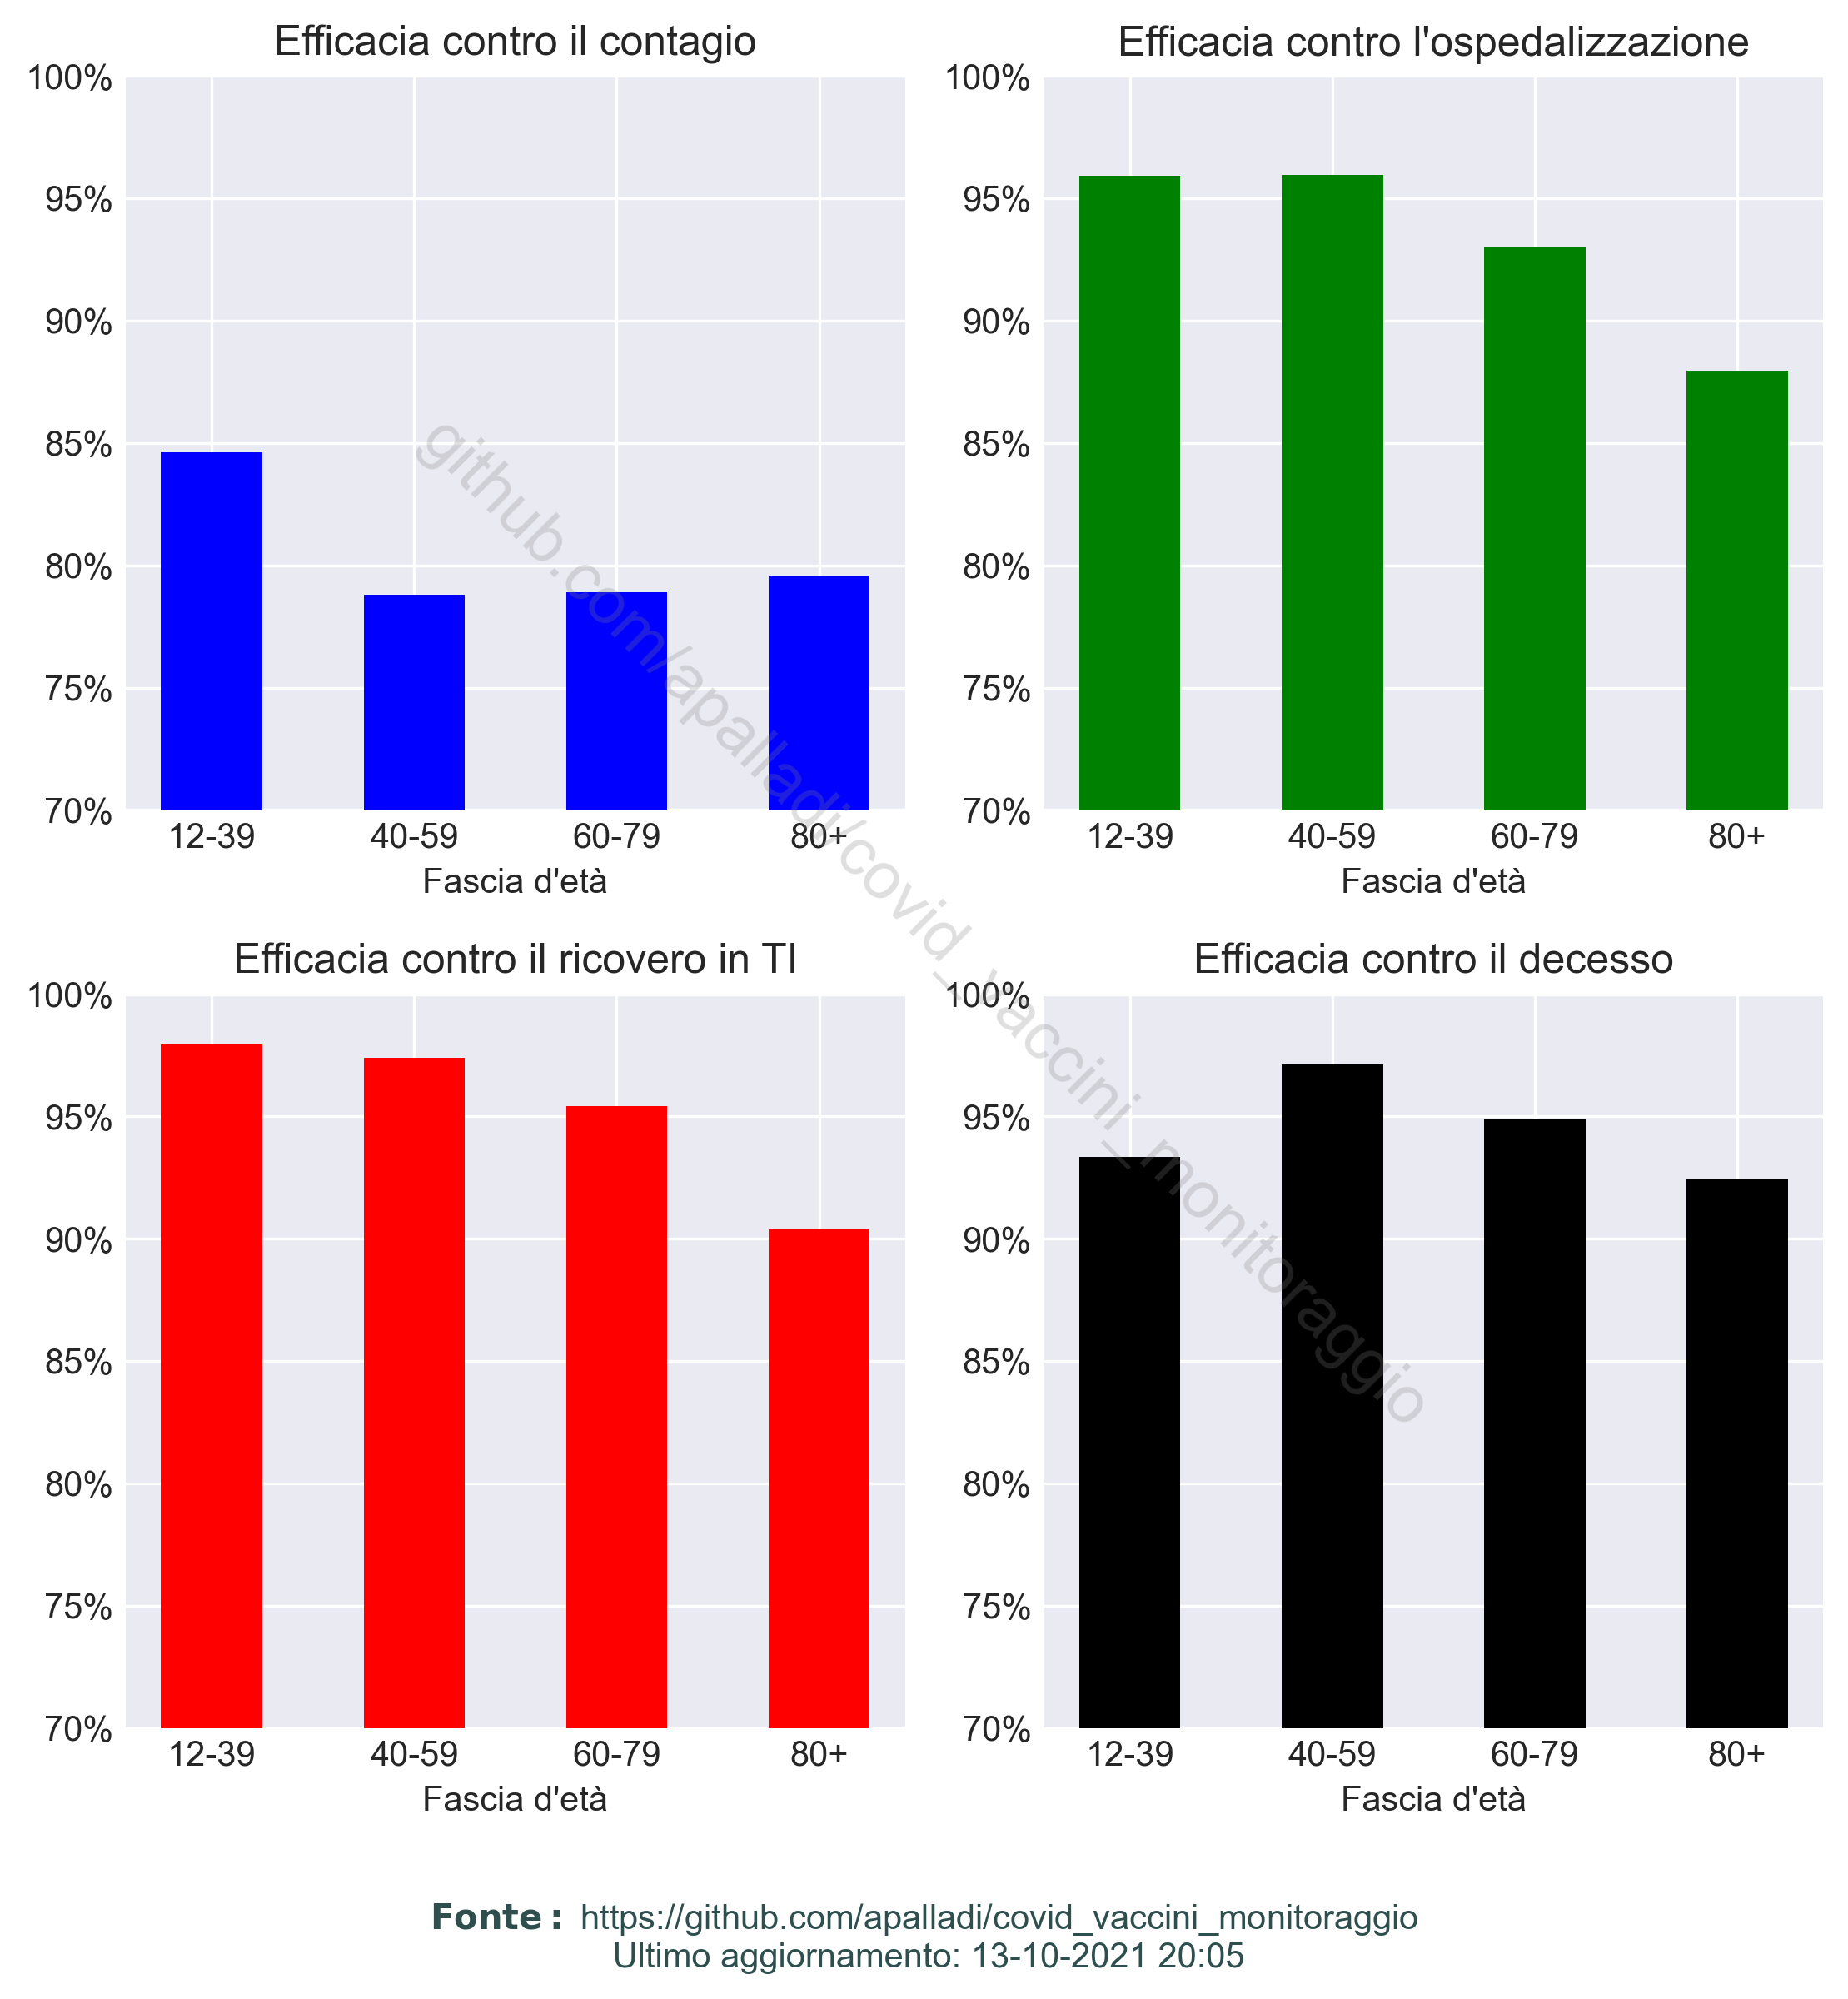 Efficacia contro il contagio
100%
95%
90%
85%
80%
75%
70%
12-39 40-59 60-79 80+
Fascia d'età
Efficacia contro l'ospedalizzazione
100%
95%
90%
85%
80%
75%
70%
12-39 40-59 60-79 80+
Fascia d'età
Efficacia contro il ricovero in TI
100%
95%
90%
85%
80%
75%
70%
12-39 40-59 60-79 80+
Fascia d'età
Efficacia contro il decesso
100%
95%
90%
85%
80%
75%
70%
12-39 40-59 60-79 80+
Fascia d'età
github.com/apalladi/covid_vaccini_monitoraggio
Fonte: https://github.com/apalladi/covid_vaccini_monitoraggio
Ultimo aggiornamento: 13-10-2021 20:05